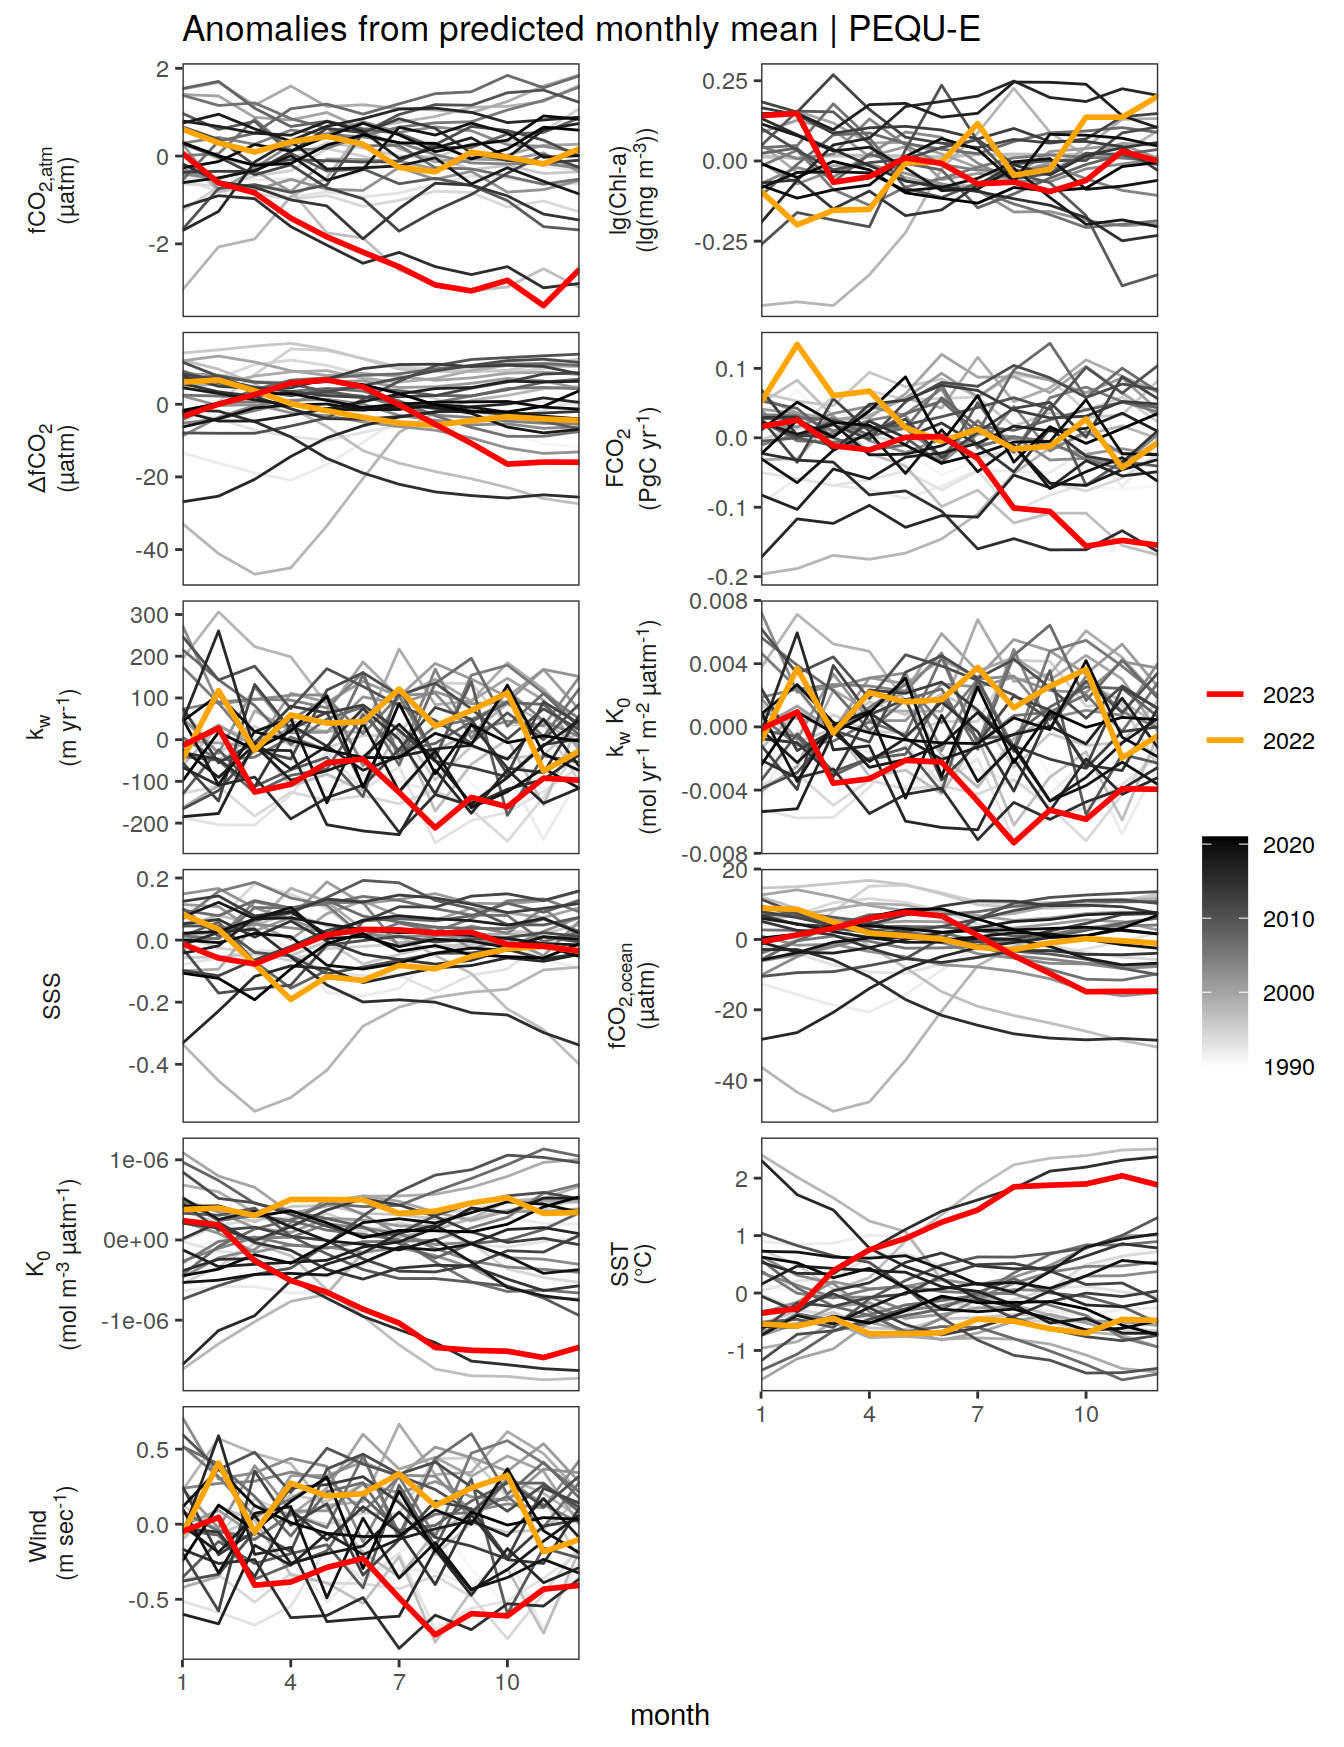 Anomalies from predicted monthly mean | PEQU-E
fCO2,atm
(µatm)
2
0
-2
lg(Chl-a)
(lg(mg m-3))
0.25
0.00
-0.25
ΔfCO2
(µatm)
0
-20
-40
FCO2
(PgC yr-1)
0.1
0.0
-0.1
-0.2
kw
(m yr-1)
300
200
100
0
-100
-200
kw K0
(mol yr-1 m-2 µatm-1)
0.008
0.004
0.000
-0.004
-0.008
SSS
0.2
0.0
-0.2
-0.4
fCO2,ocean
(µatm)
20
0
-20
-40
K0
(mol m-3 µatm-1)
1e-06
0e+00
-1e-06
SST
(°C)
2
1
0
-1
1 4 7 10
Wind
(m sec-1)
0.5
0.0
-0.5
1 4 7 10
month
2023
2022
2020
2010
2000
1990